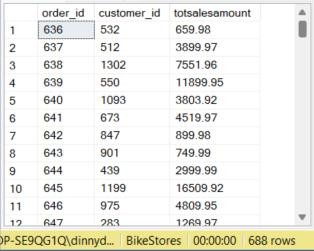 order_id customer_id totsalesamount
1 636 532 659.98
2 637 512 3899.97
3 638 1302 7551.96
4 639 550 11899.95
5 640 1093 3803.92
6 641 673 4519.97
7 642 847 899.98
8 643 901 749.99
9 644 439 2999.99
10 645 1199 16509.92
11 646 975 4809.95
12 647 283 1269.97
OP-SE9QG1Q\dinnyd... BikeStores 00:00:00 688 rows